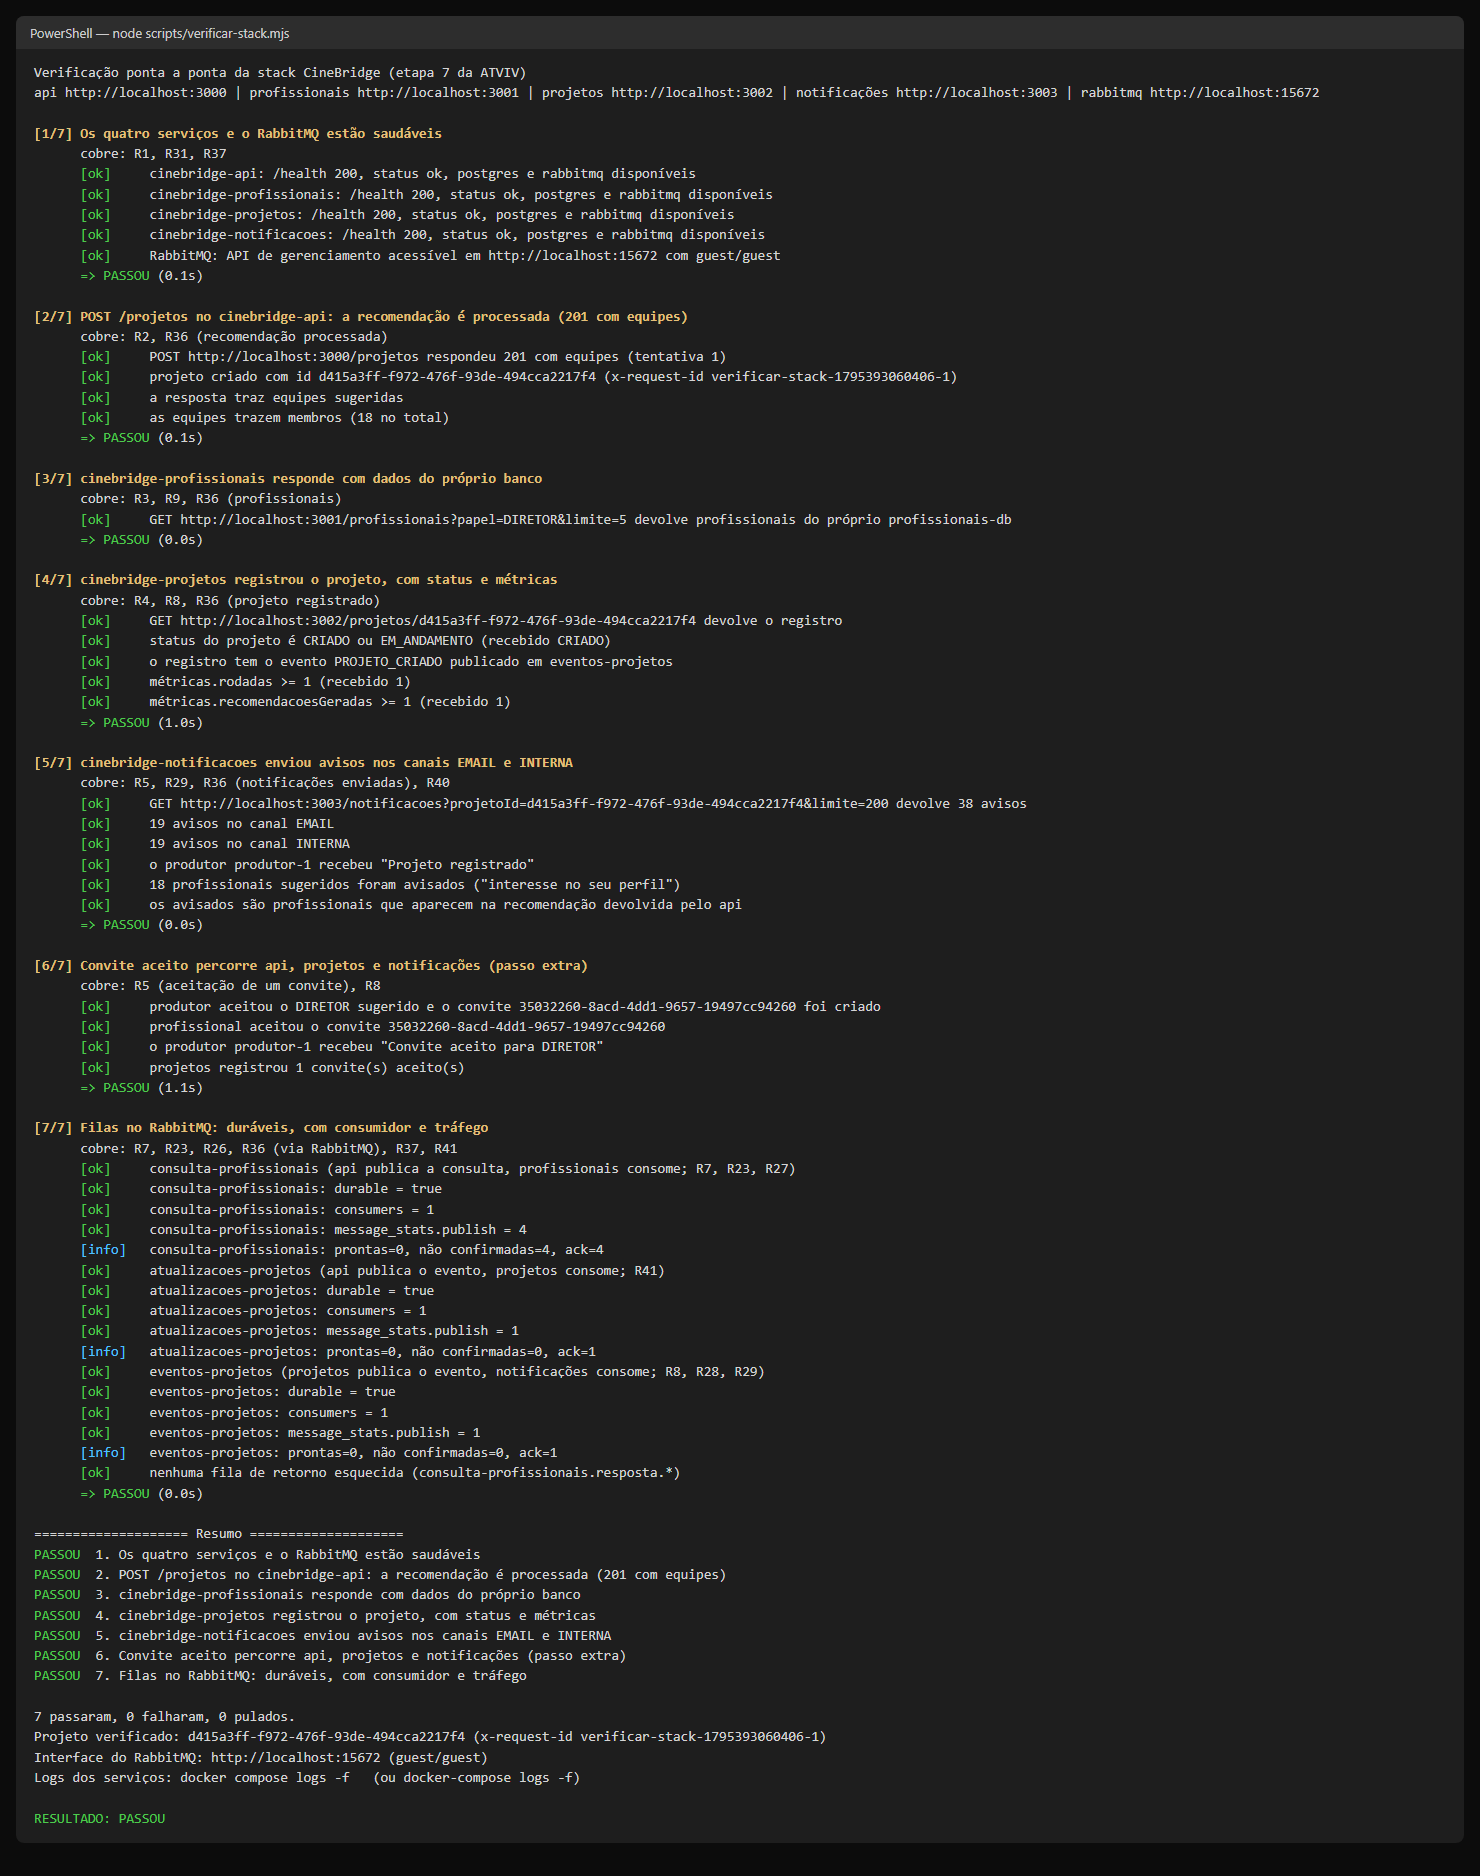 PowerShell — node scripts/verificar-stack.mjs
Verificação ponta a ponta da stack CineBridge (etapa 7 da ATVIV)
api http://localhost:3000 | profissionais http://localhost:3001 | projetos http://localhost:3002 | notificações http://localhost:3003 | rabbitmq http://localhost:15672
[1/7] Os quatro serviços e o RabbitMQ estão saudáveis
cobre: R1, R31, R37
[ok] cinebridge-api: /health 200, status ok, postgres e rabbitmq disponíveis
[ok] cinebridge-profissionais: /health 200, status ok, postgres e rabbitmq disponíveis
[ok] cinebridge-projetos: /health 200, status ok, postgres e rabbitmq disponíveis
[ok] cinebridge-notificacoes: /health 200, status ok, postgres e rabbitmq disponíveis
[ok] RabbitMQ: API de gerenciamento acessível em http://localhost:15672 com guest/guest
=> PASSOU (0.1s)
[2/7] POST /projetos no cinebridge-api: a recomendação é processada (201 com equipes)
cobre: R2, R36 (recomendação processada)
[ok] POST http://localhost:3000/projetos respondeu 201 com equipes (tentativa 1)
[ok] projeto criado com id d415a3ff-f972-476f-93de-494cca2217f4 (x-request-id verificar-stack-1795393060406-1)
[ok] a resposta traz equipes sugeridas
[ok] as equipes trazem membros (18 no total)
=> PASSOU (0.1s)
[3/7] cinebridge-profissionais responde com dados do próprio banco
cobre: R3, R9, R36 (profissionais)
[ok] GET http://localhost:3001/profissionais?papel=DIRETOR&limite=5 devolve profissionais do próprio profissionais-db
=> PASSOU (0.0s)
[4/7] cinebridge-projetos registrou o projeto, com status e métricas
cobre: R4, R8, R36 (projeto registrado)
[ok] GET http://localhost:3002/projetos/d415a3ff-f972-476f-93de-494cca2217f4 devolve o registro
[ok] status do projeto é CRIADO ou EM_ANDAMENTO (recebido CRIADO)
[ok] o registro tem o evento PROJETO_CRIADO publicado em eventos-projetos
[ok] métricas.rodadas >= 1 (recebido 1)
[ok] métricas.recomendacoesGeradas >= 1 (recebido 1)
=> PASSOU (1.0s)
[5/7] cinebridge-notificacoes enviou avisos nos canais EMAIL e INTERNA
cobre: R5, R29, R36 (notificações enviadas), R40
[ok] GET http://localhost:3003/notificacoes?projetoId=d415a3ff-f972-476f-93de-494cca2217f4&limite=200 devolve 38 avisos
[ok] 19 avisos no canal EMAIL
[ok] 19 avisos no canal INTERNA
[ok] o produtor produtor-1 recebeu "Projeto registrado"
[ok] 18 profissionais sugeridos foram avisados ("interesse no seu perfil")
[ok] os avisados são profissionais que aparecem na recomendação devolvida pelo api
=> PASSOU (0.0s)
[6/7] Convite aceito percorre api, projetos e notificações (passo extra)
cobre: R5 (aceitação de um convite), R8
[ok] produtor aceitou o DIRETOR sugerido e o convite 35032260-8acd-4dd1-9657-19497cc94260 foi criado
[ok] profissional aceitou o convite 35032260-8acd-4dd1-9657-19497cc94260
[ok] o produtor produtor-1 recebeu "Convite aceito para DIRETOR"
[ok] projetos registrou 1 convite(s) aceito(s)
=> PASSOU (1.1s)
[7/7] Filas no RabbitMQ: duráveis, com consumidor e tráfego
cobre: R7, R23, R26, R36 (via RabbitMQ), R37, R41
[ok] consulta-profissionais (api publica a consulta, profissionais consome; R7, R23, R27)
[ok] consulta-profissionais: durable = true
[ok] consulta-profissionais: consumers = 1
[ok] consulta-profissionais: message_stats.publish = 4
[info] consulta-profissionais: prontas=0, não confirmadas=4, ack=4
[ok] atualizacoes-projetos (api publica o evento, projetos consome; R41)
[ok] atualizacoes-projetos: durable = true
[ok] atualizacoes-projetos: consumers = 1
[ok] atualizacoes-projetos: message_stats.publish = 1
[info] atualizacoes-projetos: prontas=0, não confirmadas=0, ack=1
[ok] eventos-projetos (projetos publica o evento, notificações consome; R8, R28, R29)
[ok] eventos-projetos: durable = true
[ok] eventos-projetos: consumers = 1
[ok] eventos-projetos: message_stats.publish = 1
[info] eventos-projetos: prontas=0, não confirmadas=0, ack=1
[ok] nenhuma fila de retorno esquecida (consulta-profissionais.resposta.*)
=> PASSOU (0.0s)
==================== Resumo ====================
PASSOU 1. Os quatro serviços e o RabbitMQ estão saudáveis
PASSOU 2. POST /projetos no cinebridge-api: a recomendação é processada (201 com equipes)
PASSOU 3. cinebridge-profissionais responde com dados do próprio banco
PASSOU 4. cinebridge-projetos registrou o projeto, com status e métricas
PASSOU 5. cinebridge-notificacoes enviou avisos nos canais EMAIL e INTERNA
PASSOU 6. Convite aceito percorre api, projetos e notificações (passo extra)
PASSOU 7. Filas no RabbitMQ: duráveis, com consumidor e tráfego
7 passaram, 0 falharam, 0 pulados.
Projeto verificado: d415a3ff-f972-476f-93de-494cca2217f4 (x-request-id verificar-stack-1795393060406-1)
Interface do RabbitMQ: http://localhost:15672 (guest/guest)
Logs dos serviços: docker compose logs -f (ou docker-compose logs -f)
RESULTADO: PASSOU